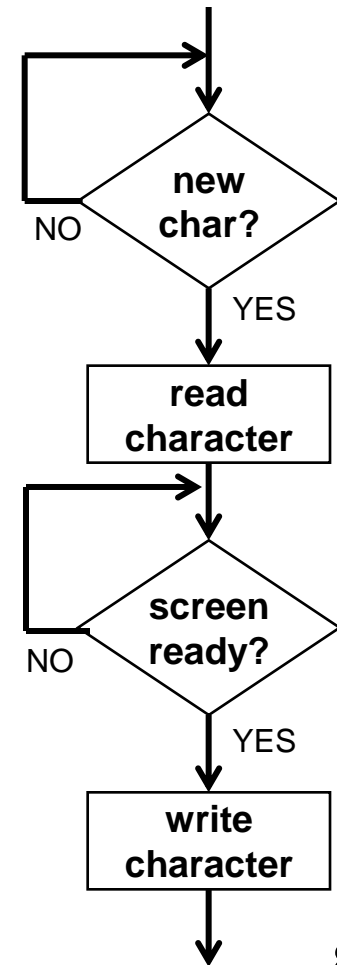 new
char?
NO
YES
read
character
screen
ready?
NO
YES
write
character